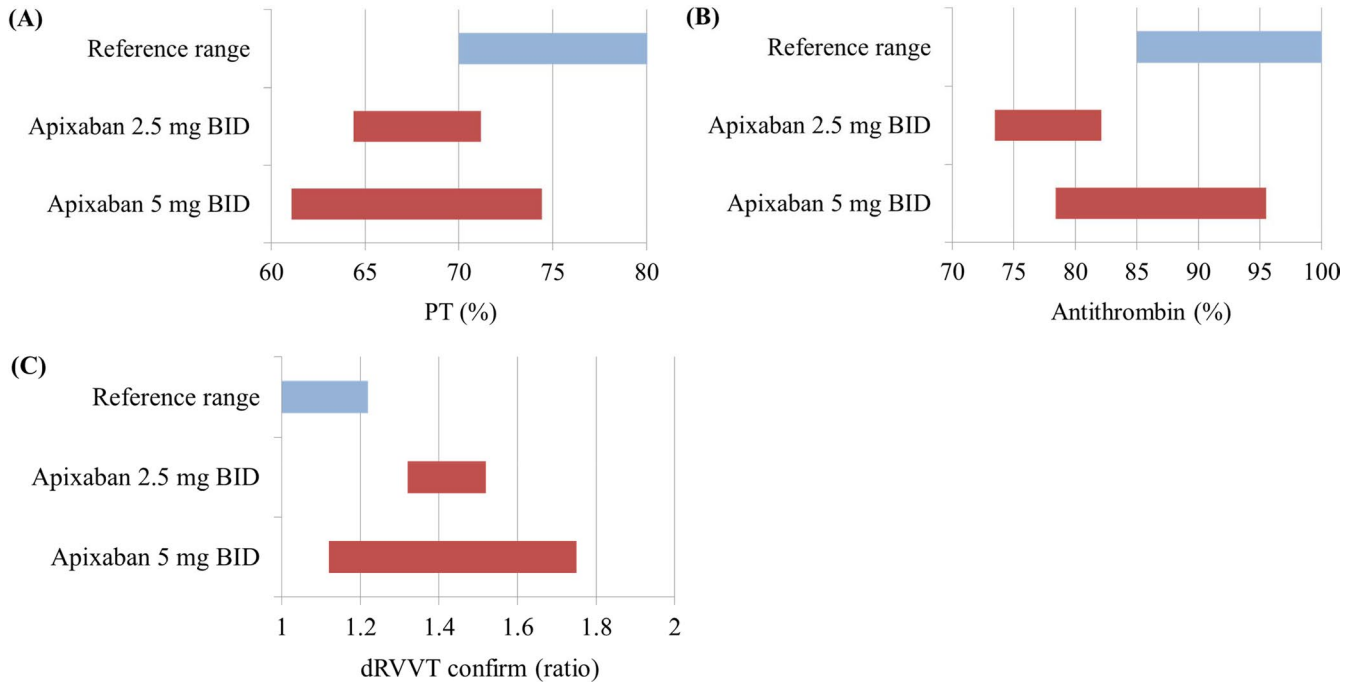 (A)
Reference range
Apixaban 2.5 mg BID
Apixaban 5 mg BID
60 65 70 75 80
PT (%)
(B)
Reference range
Apixaban 2.5 mg BID
Apixaban 5 mg BID
70 75 80 85 90 95 100
Antithrombin (%)
(C)
Reference range
Apixaban 2.5 mg BID
Apixaban 5 mg BID
1 1.2 1.4 1.6 1.8 2
dRVVT confirm (ratio)